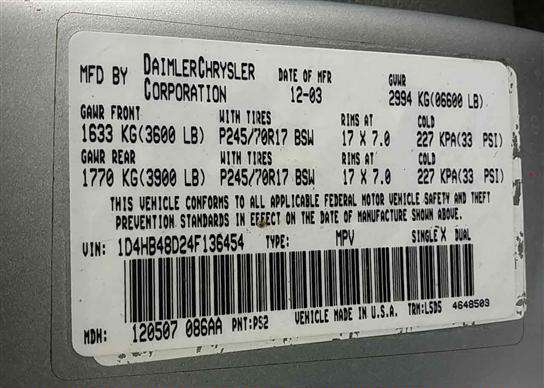 MFD BY DAIMLERCHRYSLER CORPORATION DATE OF MFR 12-03 GVWR 2994 KG(06600 LB)
GAWR FRONT WITH TIRES RIMS AT COLD
1633 KG(3600 LB) P245/70R17 BSW 17 X 7.0 227 KPA(33 PSI)
GAWR REAR WITH TIRES RIMS AT COLD
1770 KG(3900 LB) P245/70R17 BSW 17 X 7.0 227 KPA(33 PSI)
THIS VEHICLE CONFORMS TO ALL APPLICABLE FEDERAL MOTOR VEHICLE SAFETY AND THEFT
PREVENTION STANDARDS IN EFFECT ON THE DATE OF MANUFACTURE SHOWN ABOVE.
VIN: 1D4HB48D24F136454 TYPE: MPV SINGLE X DUAL
MDH: 120507 086AA PNT:PS2 VEHICLE MADE IN U.S.A. TRM:L5D5 4648503